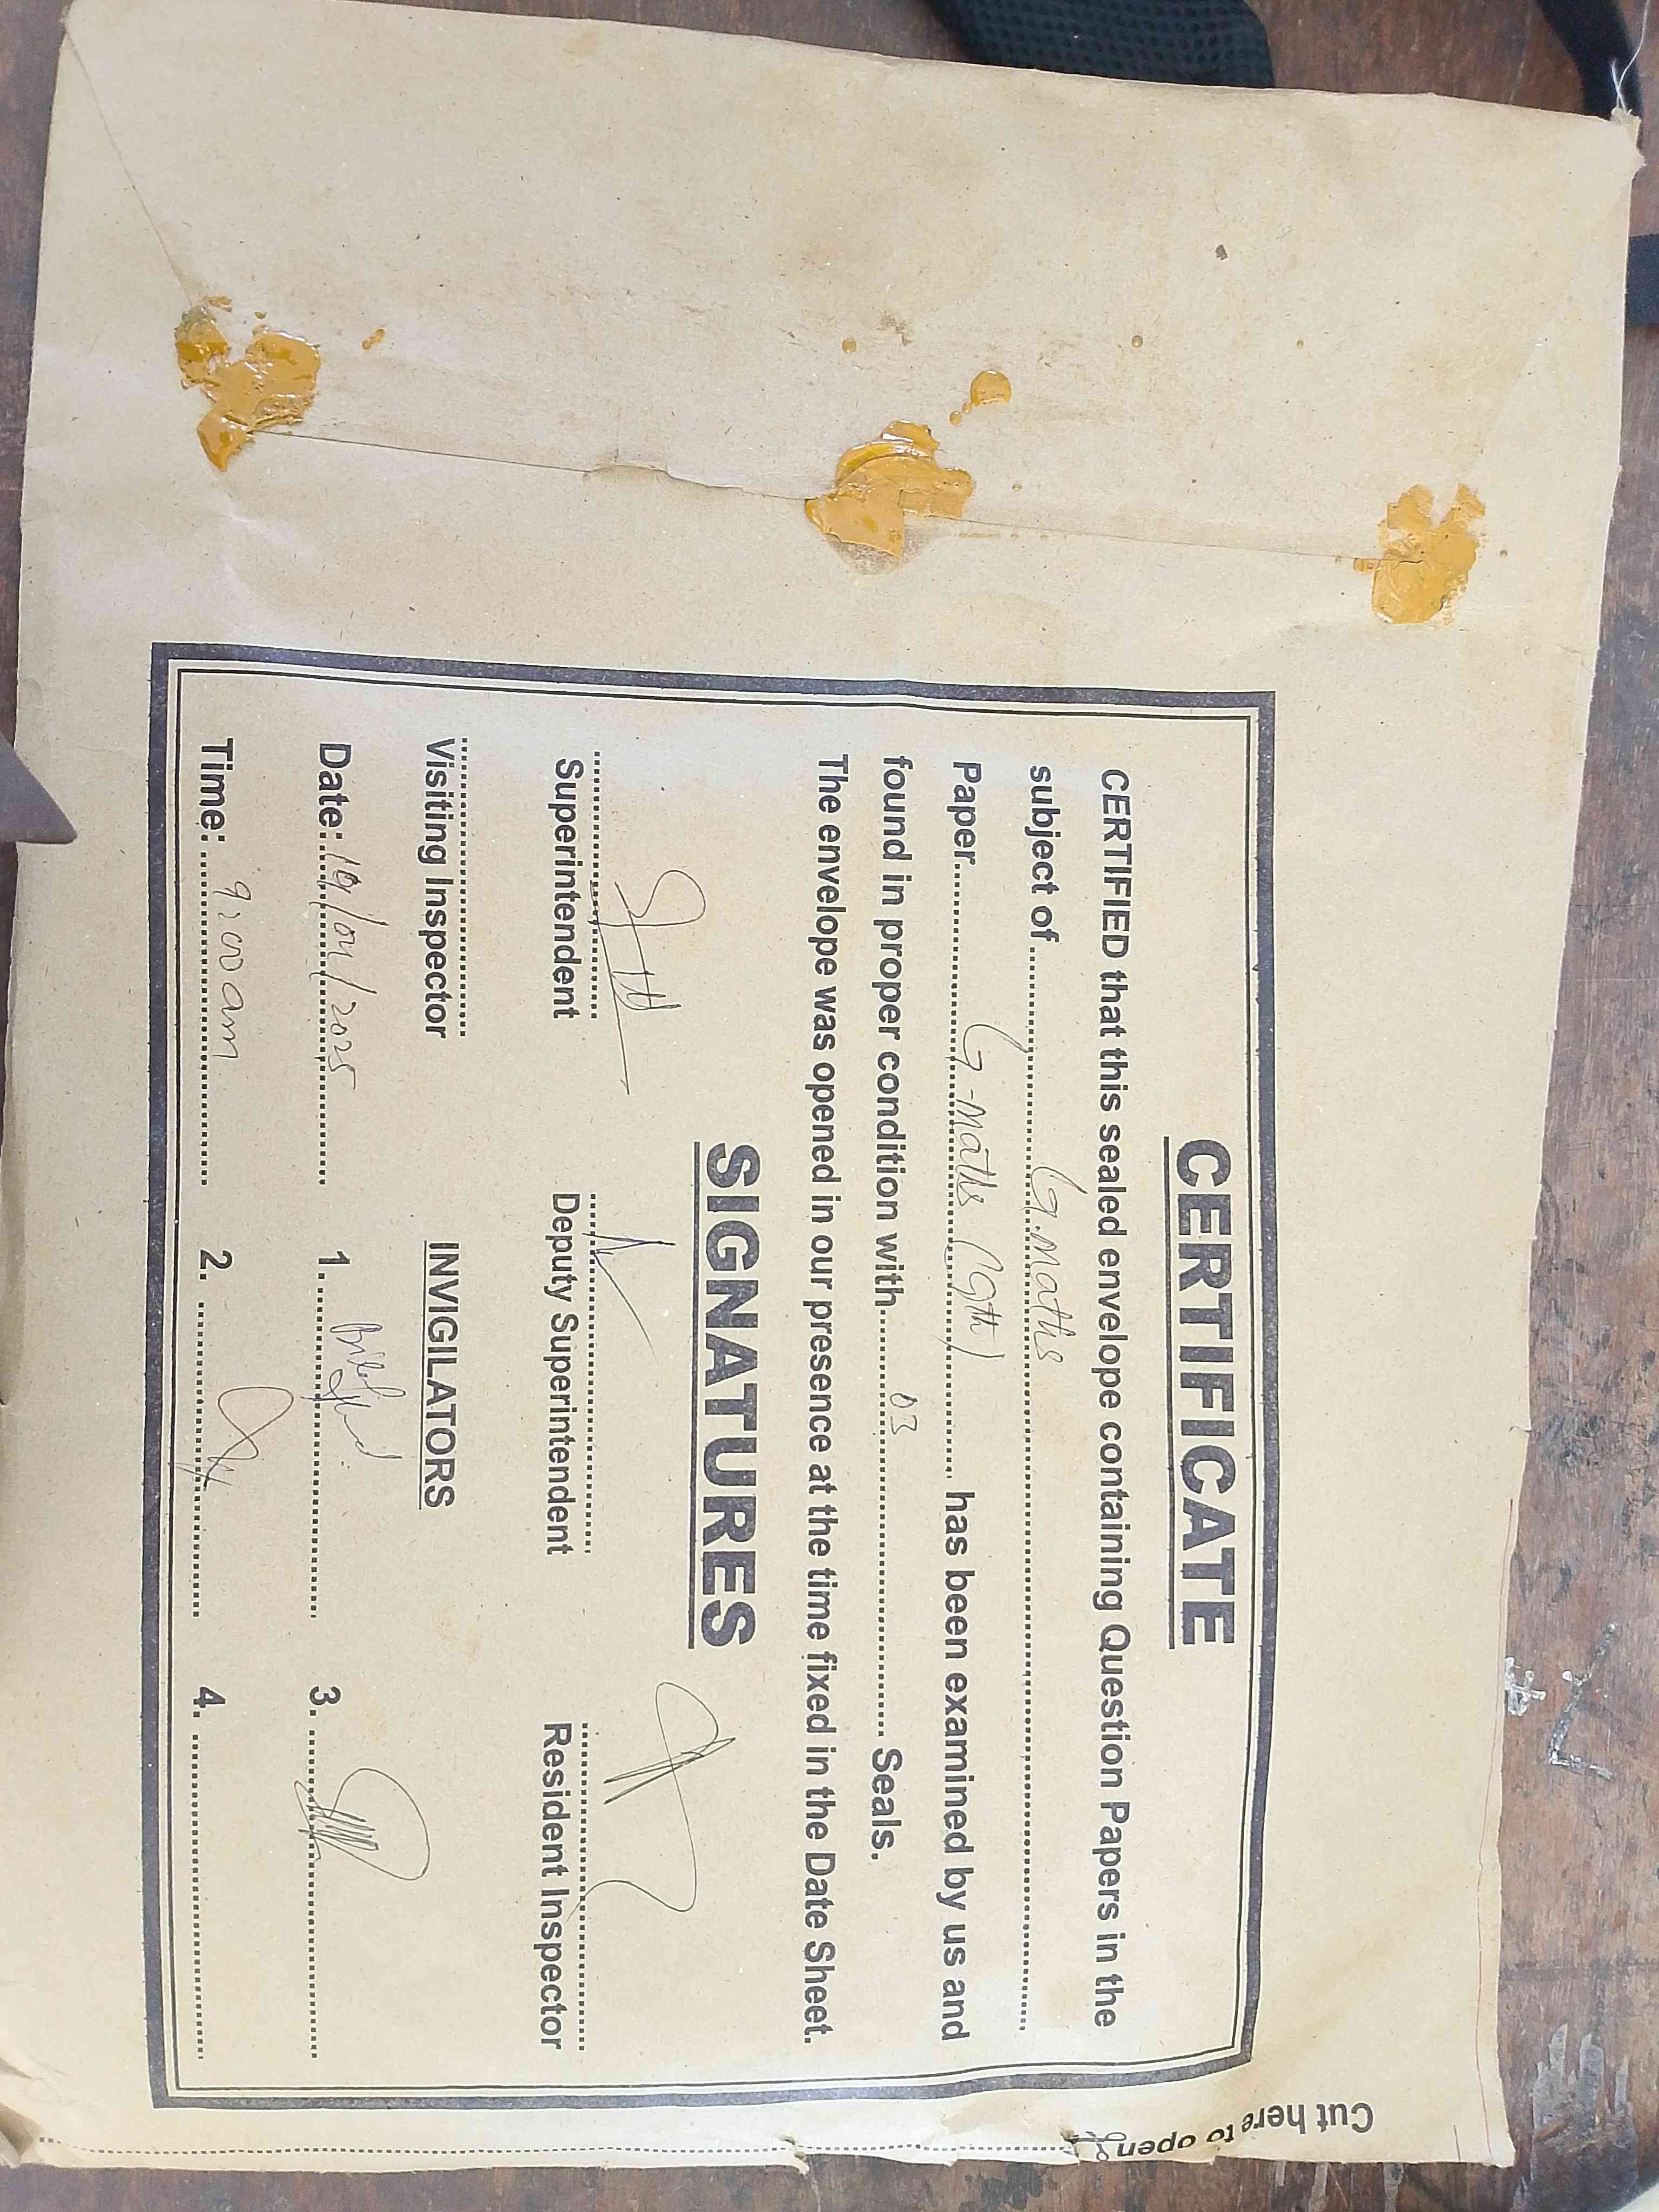 CERTIFICATE
CERTIFIED that this sealed envelope containing Question Papers in the
subject of G.Maths
Paper G-Maths (9th) has been examined by us and
found in proper condition with 03 Seals.
The envelope was opened in our presence at the time fixed in the Date Sheet.
SIGNATURES
Superintendent Deputy Superintendent Resident Inspector
Visiting Inspector INVIGILATORS
Date: /04/2025 1. 3.
Time: 9:00 am 2. 4.
Cut here to open